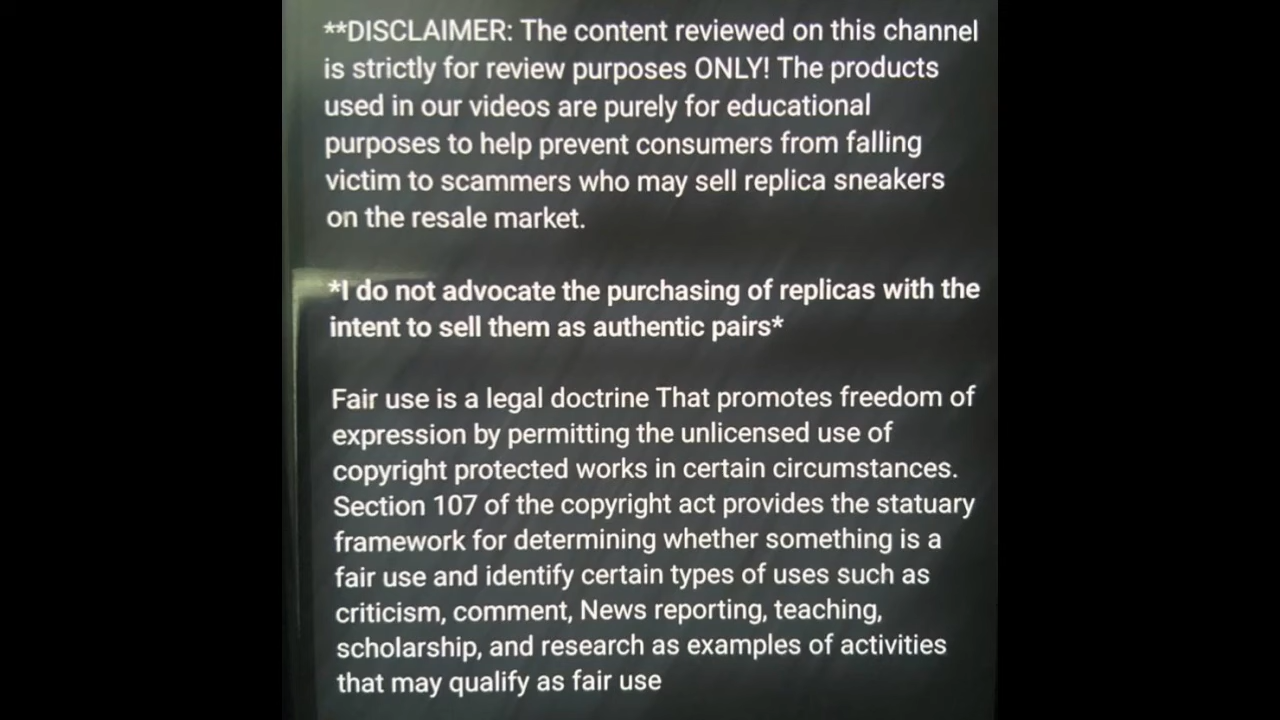 **DISCLAIMER: The content reviewed on this channel
is strictly for review purposes ONLY! The products
used in our videos are purely for educational
purposes to help prevent consumers from falling
victim to scammers who may sell replica sneakers
on the resale market.
*I do not advocate the purchasing of replicas with the
intent to sell them as authentic pairs*
Fair use is a legal doctrine That promotes freedom of
expression by permitting the unlicensed use of
copyright protected works in certain circumstances.
Section 107 of the copyright act provides the statuary
framework for determining whether something is a
fair use and identify certain types of uses such as
criticism, comment, News reporting, teaching,
scholarship, and research as examples of activities
that may qualify as fair use